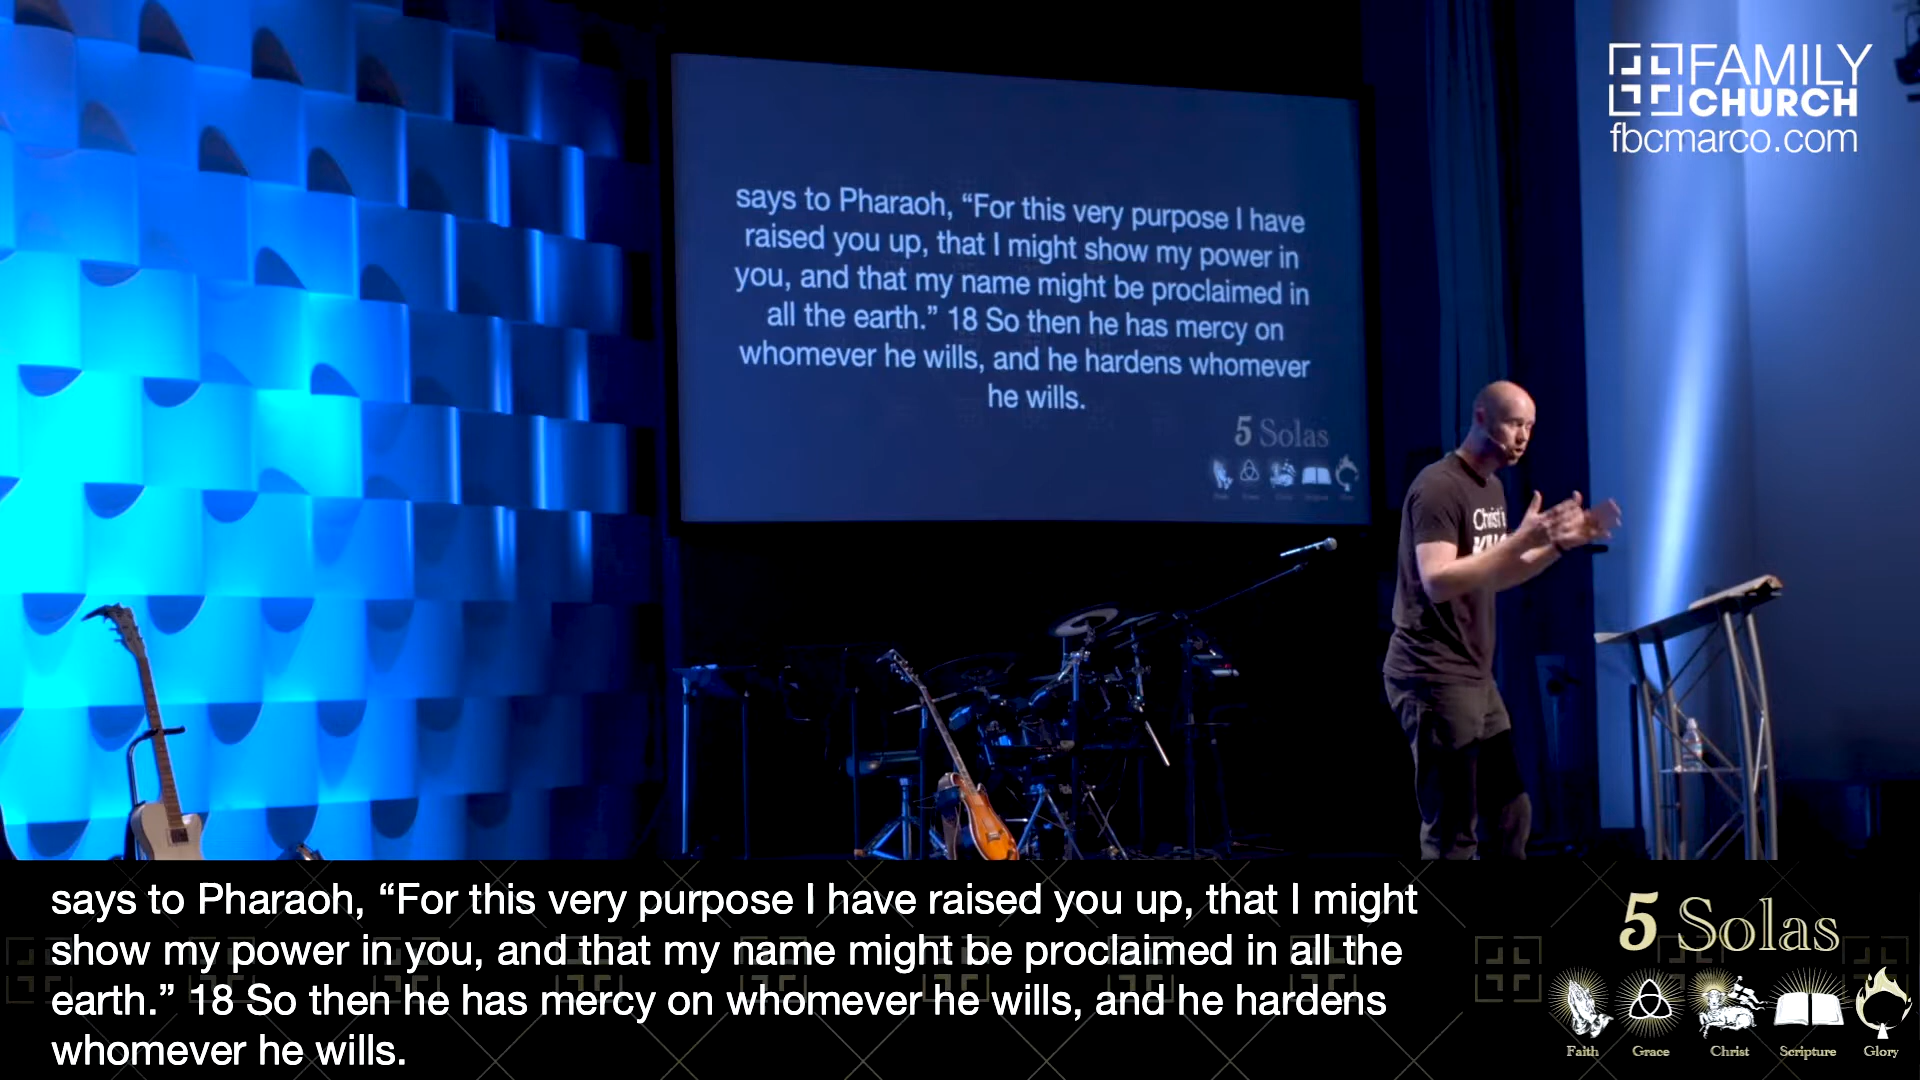 FAMILY
CHURCH
fbcmarco.com
says to Pharaoh, “For this very purpose I have
raised you up, that I might show my power in
you, and that my name might be proclaimed in
all the earth.” 18 So then he has mercy on
whomever he wills, and he hardens whomever
he wills.
5 Solas
Christ is
says to Pharaoh, “For this very purpose I have raised you up, that I might
show my power in you, and that my name might be proclaimed in all the
earth.” 18 So then he has mercy on whomever he wills, and he hardens
whomever he wills.
5 Solas
Faith Grace Christ Scripture Glory